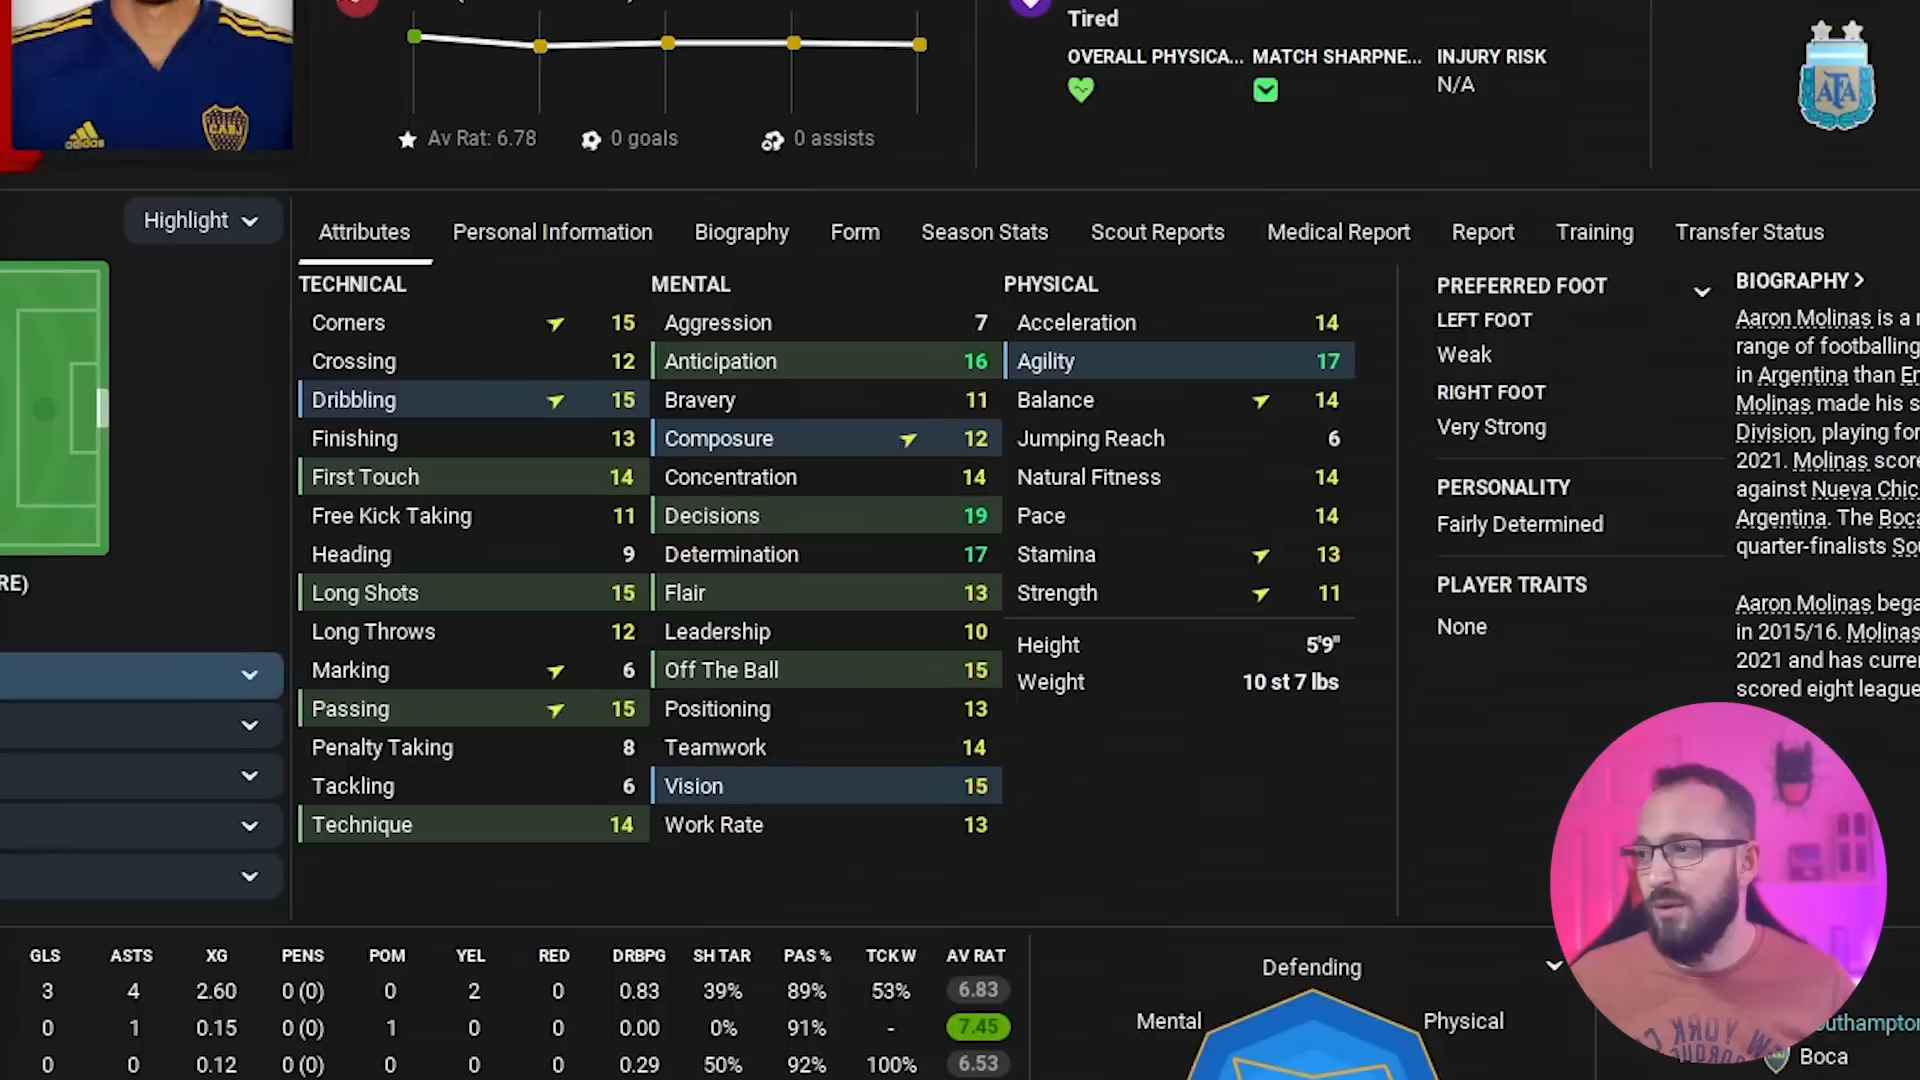 Tired
OVERALL PHYSICA... MATCH SHARPNE... INJURY RISK
N/A
adidas
CABJ
AFA
Av Rat: 6.78 0 goals 0 assists
Highlight
Attributes Personal Information Biography Form Season Stats Scout Reports Medical Report Report Training Transfer Status
RE)
TECHNICAL
Corners 15
Crossing 12
Dribbling 15
Finishing 13
First Touch 14
Free Kick Taking 11
Heading 9
Long Shots 15
Long Throws 12
Marking 6
Passing 15
Penalty Taking 8
Tackling 6
Technique 14
MENTAL
Aggression 7
Anticipation 16
Bravery 11
Composure 12
Concentration 14
Decisions 19
Determination 17
Flair 13
Leadership 10
Off The Ball 15
Positioning 13
Teamwork 14
Vision 15
Work Rate 13
PHYSICAL
Acceleration 14
Agility 17
Balance 14
Jumping Reach 6
Natural Fitness 14
Pace 14
Stamina 13
Strength 11
Height 5'9"
Weight 10 st 7 lbs
PREFERRED FOOT
LEFT FOOT
Weak
RIGHT FOOT
Very Strong
PERSONALITY
Fairly Determined
PLAYER TRAITS
None
BIOGRAPHY >
Aaron Molinas is a
range of footballing
in Argentina than
Molinas made his
Division, playing for
2021. Molinas
against Nueva
Argentina. The
quarter-finalists
Aaron Molinas
in 2015/16.
2021 and has
scored eight
GLS ASTS XG PENS POM YEL RED DRBPG SH TAR PAS % TCK W AV RAT
3 4 2.60 0 (0) 0 2 0 0.83 39% 89% 53% 6.83
0 1 0.15 0 (0) 1 0 0 0.00 0% 91% - 7.45
0 0 0.12 0 (0) 0 0 0 0.29 50% 92% 100% 6.53
Defending
Mental
Physical
NEW YORK
outhampton
Boca